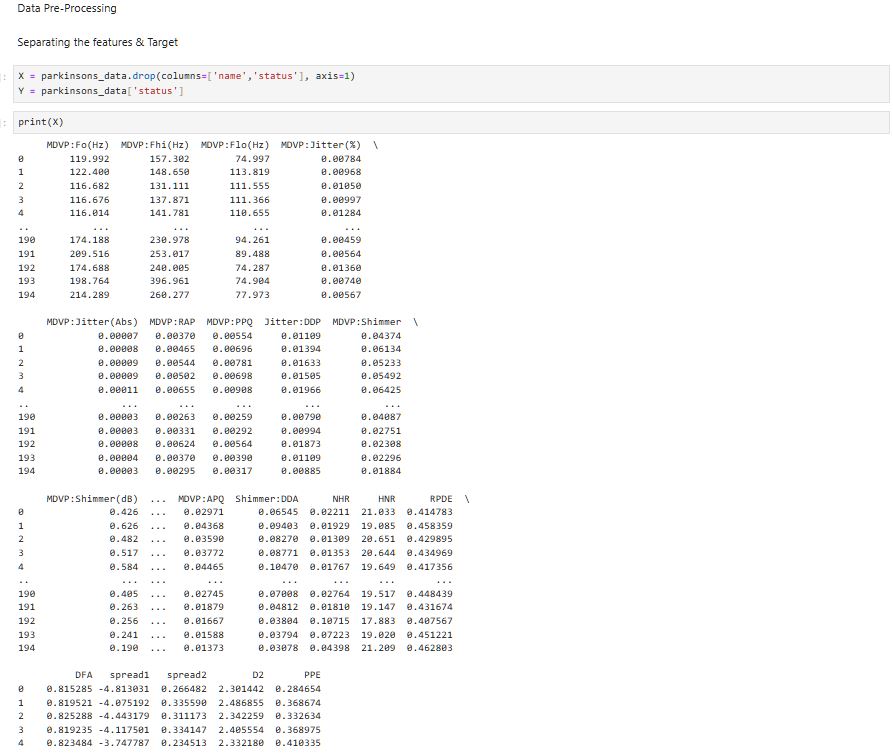 Data Pre-Processing
Separating the features & Target
: X = parkinsons_data.drop(columns=['name','status'], axis=1)
Y = parkinsons_data['status']
: print(X)
MDVP:Fo(Hz) MDVP:Fhi(Hz) MDVP:Flo(Hz) MDVP:Jitter(%) \
0 119.992 157.302 74.997 0.00784
1 122.400 148.650 113.819 0.00968
2 116.682 131.111 111.555 0.01050
3 116.676 137.871 111.366 0.00997
4 116.014 141.781 110.655 0.01284
.. ... ... ... ...
190 174.188 230.978 94.261 0.00459
191 209.516 253.017 89.488 0.00564
192 174.688 240.005 74.287 0.01360
193 198.764 396.961 74.904 0.00740
194 214.289 260.277 77.973 0.00567
MDVP:Jitter(Abs) MDVP:RAP MDVP:PPQ Jitter:DDP MDVP:Shimmer \
0 0.00007 0.00370 0.00554 0.01109 0.04374
1 0.00008 0.00465 0.00696 0.01394 0.06134
2 0.00009 0.00544 0.00781 0.01633 0.05233
3 0.00009 0.00502 0.00698 0.01505 0.05492
4 0.00011 0.00655 0.00908 0.01966 0.06425
.. ... ... ... ... ...
190 0.00003 0.00263 0.00259 0.00790 0.04087
191 0.00003 0.00331 0.00292 0.00994 0.02751
192 0.00008 0.00624 0.00564 0.01873 0.02308
193 0.00004 0.00370 0.00390 0.01109 0.02296
194 0.00003 0.00295 0.00317 0.00885 0.01884
MDVP:Shimmer(dB) ... MDVP:APQ Shimmer:DDA NHR HNR RPDE \
0 0.426 ... 0.02971 0.06545 0.02211 21.033 0.414783
1 0.626 ... 0.04368 0.09403 0.01929 19.085 0.458359
2 0.482 ... 0.03590 0.08270 0.01309 20.651 0.429895
3 0.517 ... 0.03772 0.08771 0.01353 20.644 0.434969
4 0.584 ... 0.04465 0.10470 0.01767 19.649 0.417356
.. ... ... ... ... ... ... ...
190 0.405 ... 0.02745 0.07008 0.02764 19.517 0.448439
191 0.263 ... 0.01879 0.04812 0.01810 19.147 0.431674
192 0.256 ... 0.01667 0.03804 0.10715 17.883 0.407567
193 0.241 ... 0.01588 0.03794 0.07223 19.020 0.451221
194 0.190 ... 0.01373 0.03078 0.04398 21.209 0.462803
DFA spread1 spread2 D2 PPE
0 0.815285 -4.813031 0.266482 2.301442 0.284654
1 0.819521 -4.075192 0.335590 2.486855 0.368674
2 0.825288 -4.443179 0.311173 2.342259 0.332634
3 0.819235 -4.117501 0.334147 2.405554 0.368975
4 0.823484 -3.747787 0.234513 2.332180 0.410335